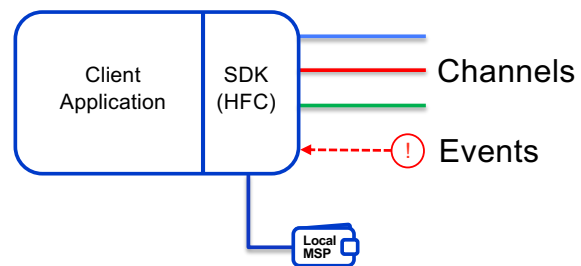 Client
Application
SDK
(HFC)
Channels
!
Events
Local
MSP